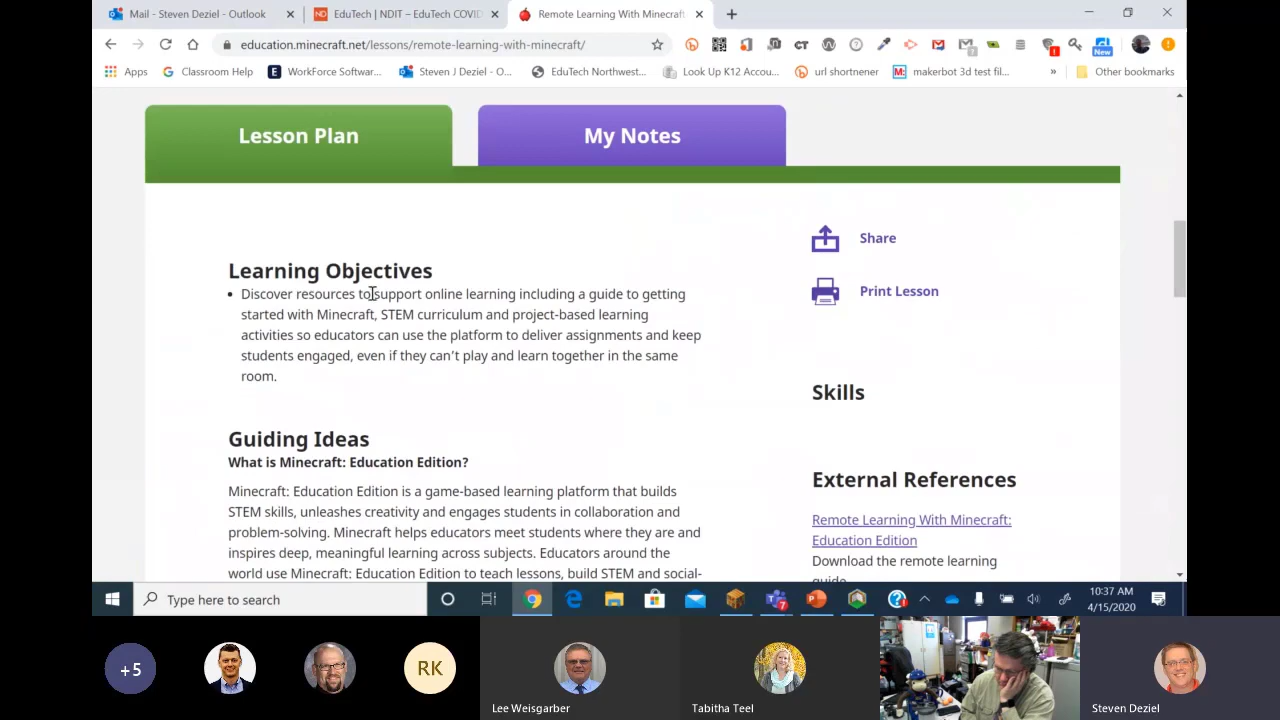 Mail - Steven Deziel - Outlook
EduTech | NDIT – EduTech COVID
Remote Learning With Minecraft
education.minecraft.net/lessons/remote-learning-with-minecraft/
New
Apps
Classroom Help
WorkForce Softwar...
Steven J Deziel - O...
EduTech Northwest...
Look Up K12 Accou...
url shortnener
makerbot 3d test fil...
»
Other bookmarks
Lesson Plan
My Notes
Share
Print Lesson
Learning Objectives
• Discover resources to support online learning including a guide to getting
started with Minecraft, STEM curriculum and project-based learning
activities so educators can use the platform to deliver assignments and keep
students engaged, even if they can't play and learn together in the same
room.
Guiding Ideas
What is Minecraft: Education Edition?
Minecraft: Education Edition is a game-based learning platform that builds
STEM skills, unleashes creativity and engages students in collaboration and
problem-solving. Minecraft helps educators meet students where they are and
inspires deep, meaningful learning across subjects. Educators around the
world use Minecraft: Education Edition to teach lessons, build STEM and social-
Skills
External References
Remote Learning With Minecraft:
Education Edition
Download the remote learning
guide
Type here to search
10:37 AM
4/15/2020
+5
RK
Lee Weisgarber
Tabitha Teel
Steven Deziel